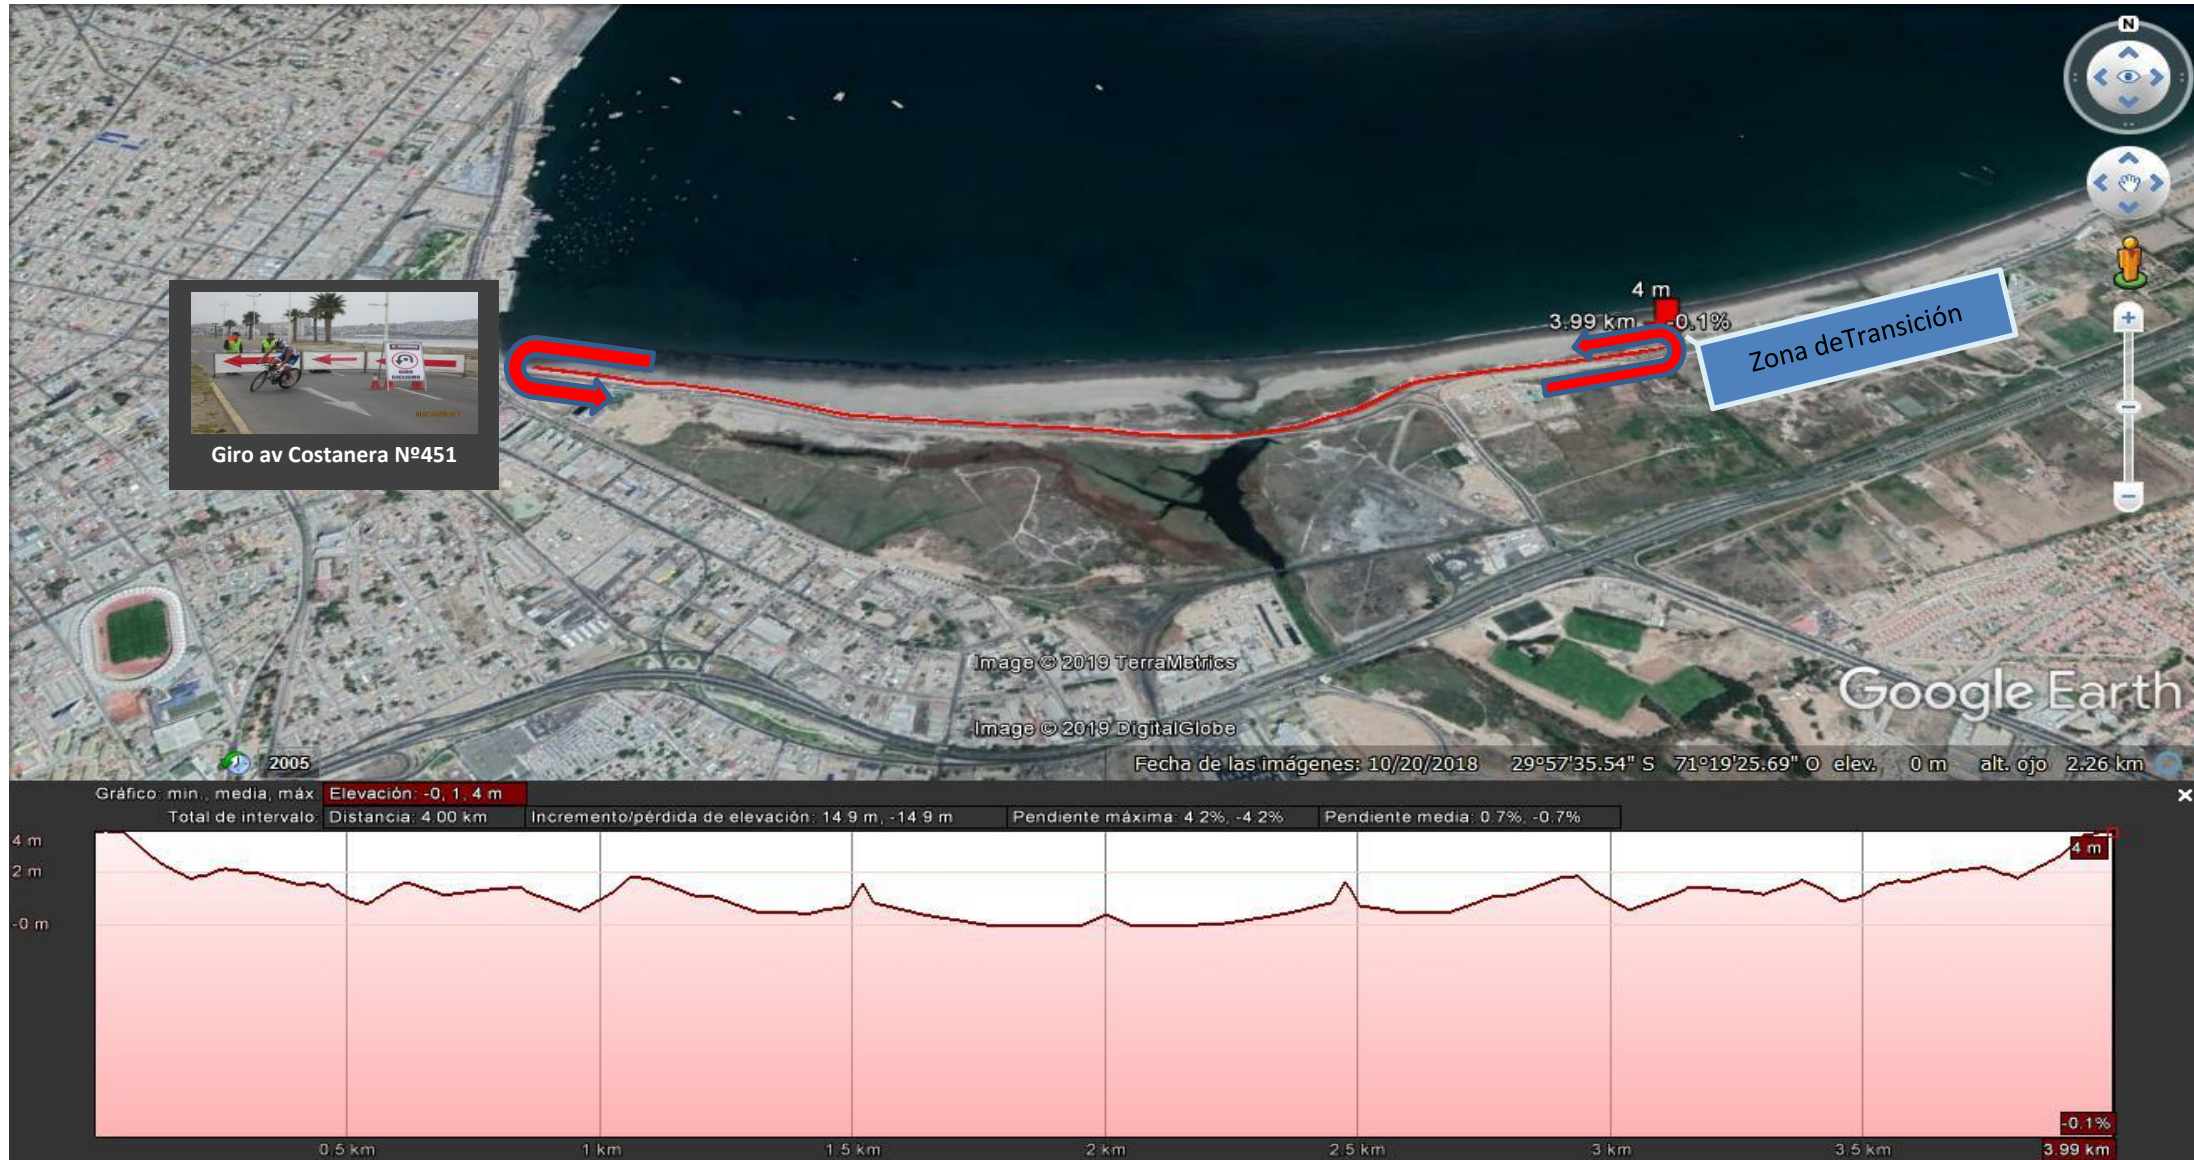 N
4 m
3.99 km -0.1%
Zona deTransición
GIRO
CICLISMO
Giro av Costanera Nº451
Image © 2019 TerraMetrics
Image © 2019 DigitalGlobe
Google Earth
2005
Fecha de las imágenes: 10/20/2018 29°57'35.54" S 71°19'25.69" O elev. 0 m alt. ojo 2.26 km
Gráfico: min., media, máx Elevación: -0, 1, 4 m
Total de intervalo: Distancia: 4.00 km Incremento/pérdida de elevación: 14.9 m, -14.9 m Pendiente máxima: 4.2%, -4.2% Pendiente media: 0.7%, -0.7%
4 m
2 m
-0 m
4 m
-0.1%
0.5 km 1 km 1.5 km 2 km 2.5 km 3 km 3.5 km 3.99 km